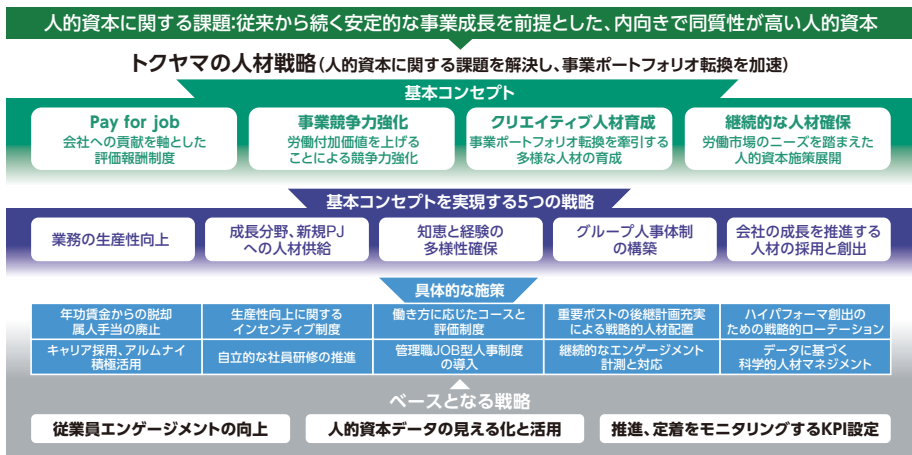 人的資本に関する課題:従来から続く安定的な事業成長を前提とした、内向きで同質性が高い人的資本
トクヤマの人材戦略(人的資本に関する課題を解決し、事業ポートフォリオ転換を加速)
基本コンセプト
Pay for job
会社への貢献を軸とした
評価報酬制度
事業競争力強化
労働付加価値を上げる
ことによる競争力強化
クリエイティブ人材育成
事業ポートフォリオ転換を牽引する
多様な人材の育成
継続的な人材確保
労働市場のニーズを踏まえた
人的資本施策展開
基本コンセプトを実現する5つの戦略
業務の生産性向上
成長分野、新規PJ
への人材供給
知恵と経験の
多様性確保
グループ人事体制
の構築
会社の成長を推進する
人材の採用と創出
具体的な施策
年功賃金からの脱却
属人手当の廃止
生産性向上に関する
インセンティブ制度
働き方に応じたコースと
評価制度
重要ポストの後継計画充実
による戦略的人材配置
ハイパフォーマ創出の
ための戦略的ローテーション
キャリア採用、アルムナイ
積極活用
自立的な社員研修の推進
管理職JOB型人事制度
の導入
継続的なエンゲージメント
計測と対応
データに基づく
科学的人材マネジメント
ベースとなる戦略
従業員エンゲージメントの向上
人的資本データの見える化と活用
推進、定着をモニタリングするKPI設定